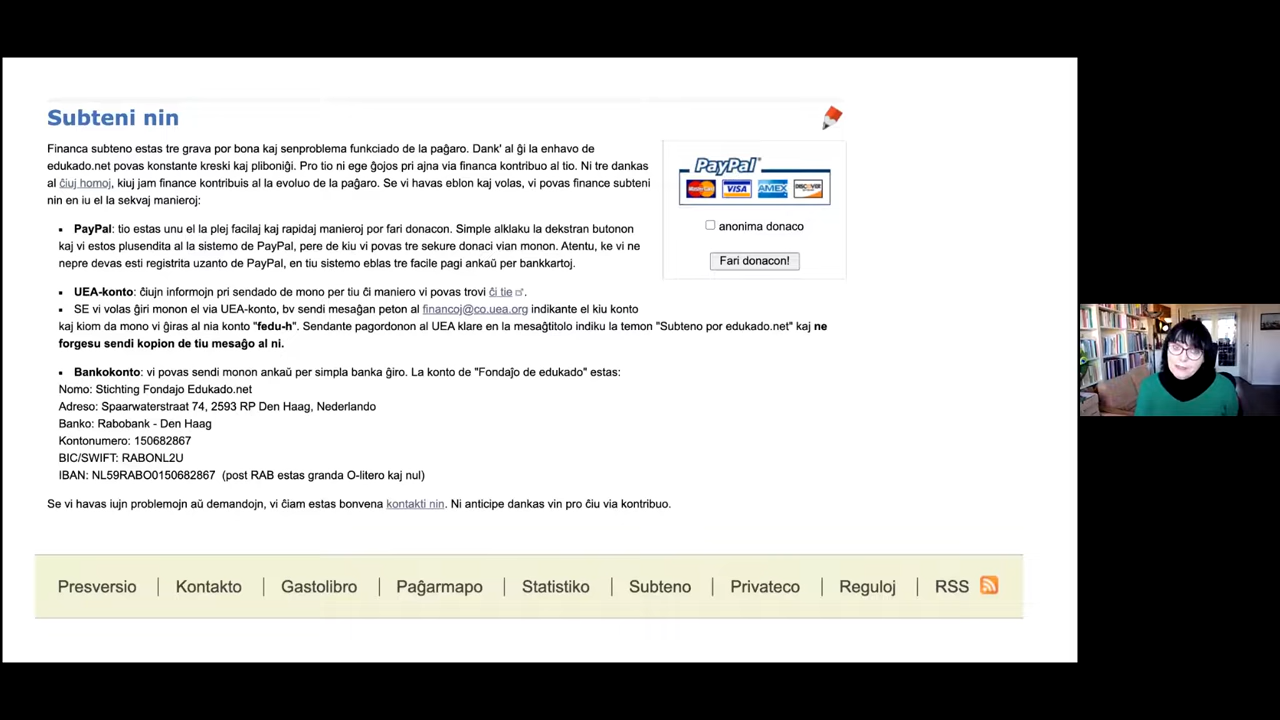 Subteni nin
Financa subteno estas tre grava por bona kaj senproblema funkciado de la paĝaro. Dank' al ĝi la enhavo de
edukado.net povas konstante kreski kaj pliboniĝi. Pro tio ni ege ĝojos pri ajna via financa kontribuo al tio. Ni tre dankas
al ĉiuj homoj, kiuj jam finance kontribuis al la evoluo de la paĝaro. Se vi havas eblon kaj volas, vi povas finance subteni
nin en iu el la sekvaj manieroj:
▪ PayPal: tio estas unu el la plej facilaj kaj rapidaj manieroj por fari donacon. Simple alklaku la dekstran butonon
kaj vi estos plusendita al la sistemo de PayPal, pere de kiu vi povas tre sekure donaci vian monon. Atentu, ke vi ne
nepre devas esti registrita uzanto de PayPal, en tiu sistemo eblas tre facile pagi ankaŭ per bankkartoj.
▪ UEA-konto: ĉiujn informojn pri sendado de mono per tiu ĉi maniero vi povas trovi ĉi tie.
▪ SE vi volas ĝiri monon el via UEA-konto, bv sendi mesaĝan peton al financoj@co.uea.org indikante el kiu konto
kaj kiom da mono vi ĝiras al nia konto "fedu-h". Sendante pagordonon al UEA klare en la mesaĝtitolo indiku la temon "Subteno por edukado.net" kaj ne
forgesu sendi kopion de tiu mesaĝo al ni.
▪ Bankokonto: vi povas sendi monon ankaŭ per simpla banka ĝiro. La konto de "Fondaĵo de edukado" estas:
Nomo: Stichting Fondajo Edukado.net
Adreso: Spaarwaterstraat 74, 2593 RP Den Haag, Nederlando
Banko: Rabobank - Den Haag
Kontonumero: 150682867
BIC/SWIFT: RABONL2U
IBAN: NL59RABO0150682867 (post RAB estas granda O-litero kaj nul)
Se vi havas iujn problemojn aŭ demandojn, vi ĉiam estas bonvena kontakti nin. Ni anticipe dankas vin pro ĉiu via kontribuo.
PayPal
MasterCard VISA AMEX DISCOVER
anonima donaco
Fari donacon!
Presversio | Kontakto | Gastolibro | Paĝarmapo | Statistiko | Subteno | Privateco | Reguloj | RSS